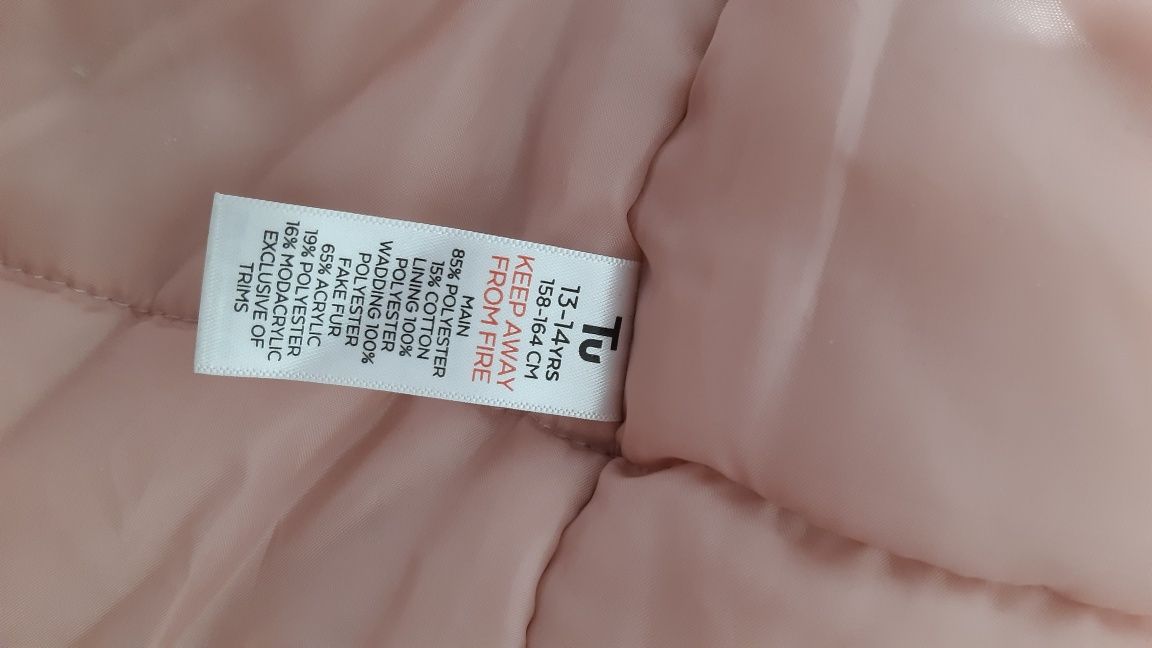 Tu
13-14YRS
158-164 CM
KEEP AWAY
FROM FIRE
MAIN
85% POLYESTER
15% COTTON
LINING 100%
POLYESTER
WADDING 100%
POLYESTER
FAKE FUR
65% ACRYLIC
19% POLYESTER
16% MODACRYLIC
EXCLUSIVE OF
TRIMS